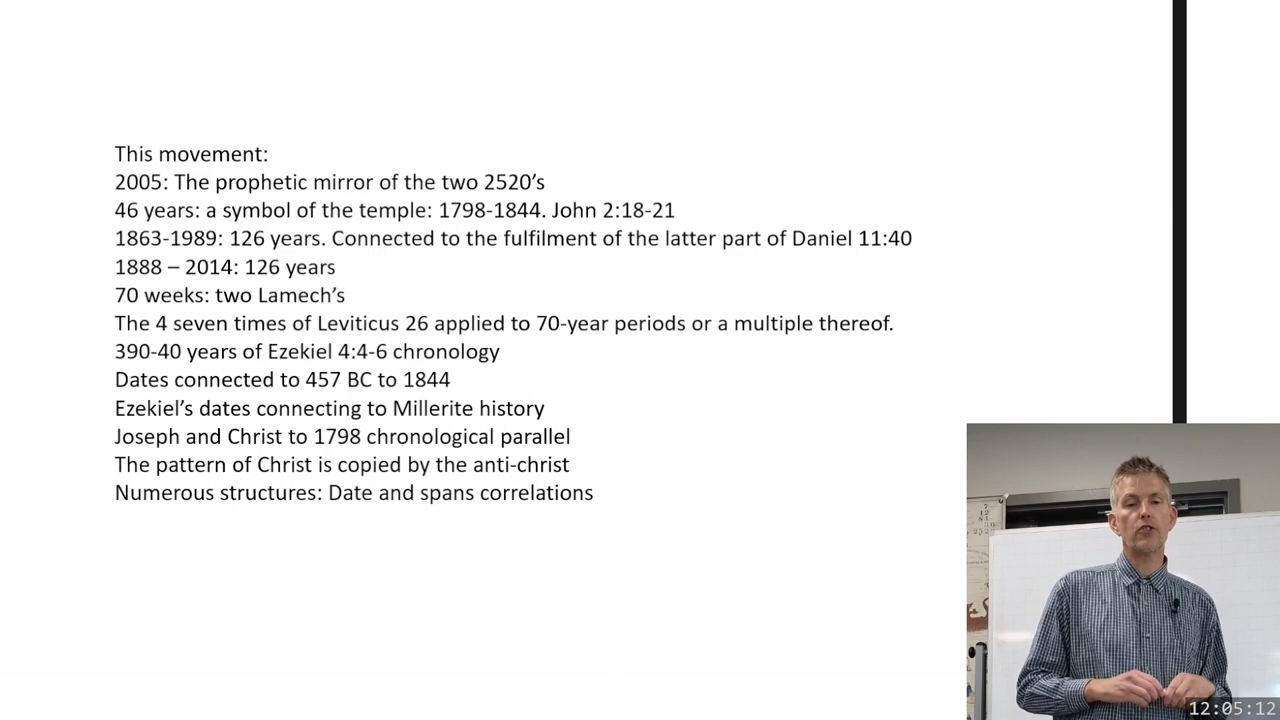 This movement:
2005: The prophetic mirror of the two 2520’s
46 years: a symbol of the temple: 1798-1844. John 2:18-21
1863-1989: 126 years. Connected to the fulfilment of the latter part of Daniel 11:40
1888 – 2014: 126 years
70 weeks: two Lamech’s
The 4 seven times of Leviticus 26 applied to 70-year periods or a multiple thereof.
390-40 years of Ezekiel 4:4-6 chronology
Dates connected to 457 BC to 1844
Ezekiel’s dates connecting to Millerite history
Joseph and Christ to 1798 chronological parallel
The pattern of Christ is copied by the anti-christ
Numerous structures: Date and spans correlations
12:05:12